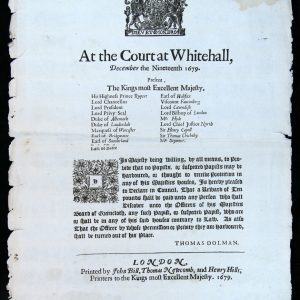 At the Court at Whitehall,
December the Nineteenth 1679.
Present,
The Kings most Excellent Majesty,
His Highness Prince Rupert
Lord Chancellor
Lord President
Lord Privy Seal
Duke of Albemarle
Duke of Lauderdale
Marquess of Worcester
Earl of Bridgwater
Earl of Sunderland
Earl of Bathe
Earl of Halifax
Viscount Fauconberg
Lord Cavendish
Lord Bishop of London
Mr. Hyde
Lord Chief Justice North
Sir Henry Capell
Sir Thomas Chicheley
Mr. Seymour
His Majesty being willing, by all means, to provide that no Papists, or suspected Papists may be
harboured, or thought to receive protection in
any of his Majesties Houses, is hereby pleased to
Declare in Council, That a Reward of Ten
pounds shall be paid unto any person who shall
Discover unto the Officers of his Majesties
Board of Greencloth, any such Papist, or suspected Papists, who are
or shall be in any of his said Houses contrary to Law. As also
That the Officer by whose Permission or Privity they are harboured,
shall be turned out of his Place.
THOMAS DOLMAN.
LONDON,
Printed by John Bill, Thomas Newcomb, and Henry Hills,
Printers to the Kings most Excellent Majesty. 1679.